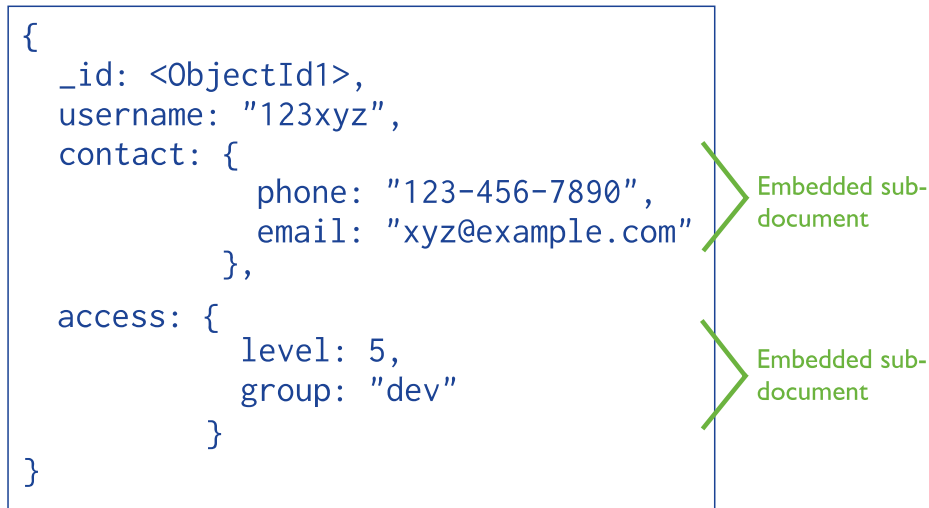 {
_id: <ObjectId1>,
username: "123xyz",
contact: {
phone: "123-456-7890",
email: "xyz@example.com"
},
access: {
level: 5,
group: "dev"
}
}
Embedded sub-
document
Embedded sub-
document